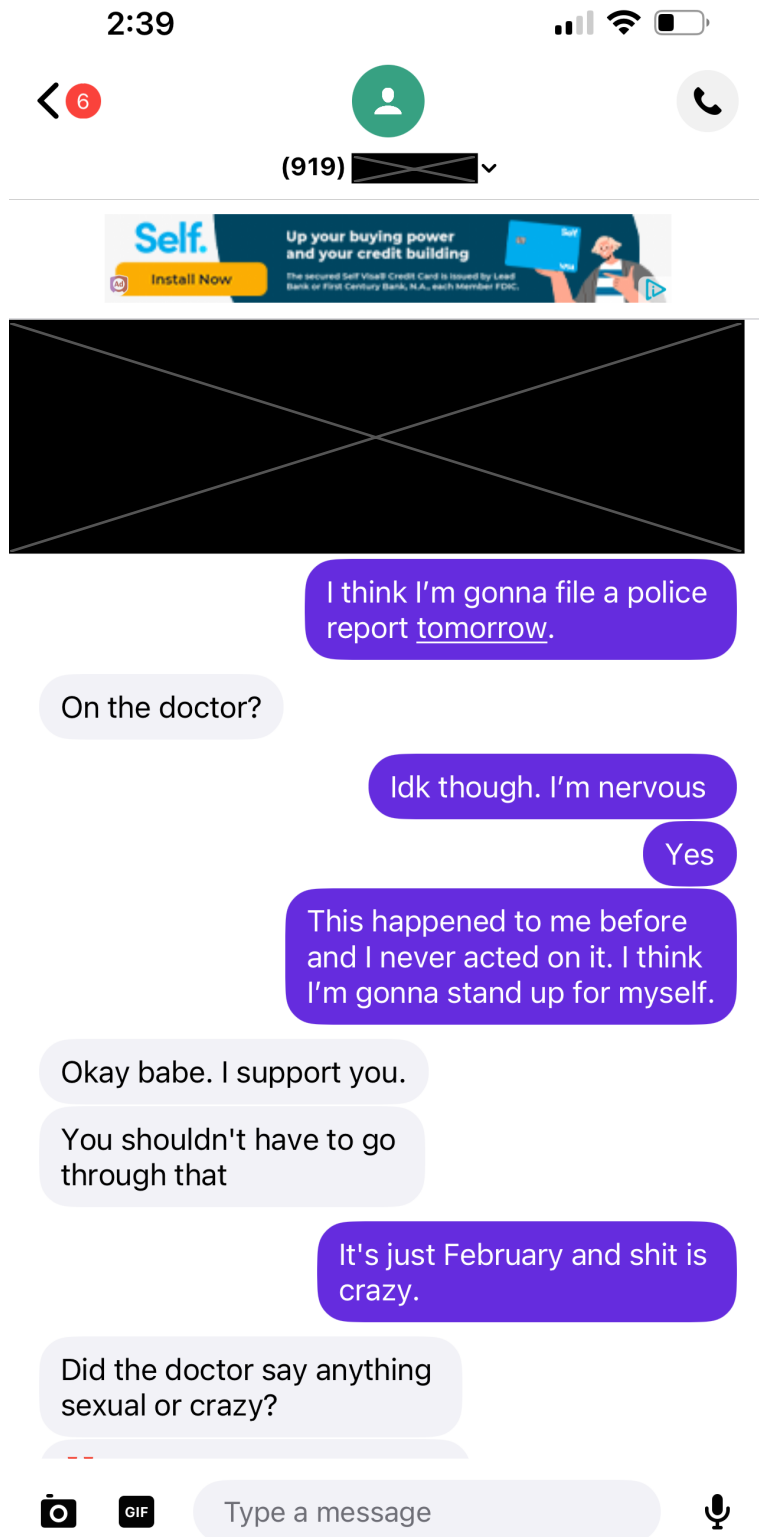 2:39
6
(919)
Self.
Up your buying power
and your credit building
Install Now
The secured Self Visa® Credit Card is issued by Lead
Bank or First Century Bank, N.A., each Member FDIC.
Ad
Self
VISA
I think I'm gonna file a police
report tomorrow.
On the doctor?
Idk though. I'm nervous
Yes
This happened to me before
and I never acted on it. I think
I'm gonna stand up for myself.
Okay babe. I support you.
You shouldn't have to go
through that
It's just February and shit is
crazy.
Did the doctor say anything
sexual or crazy?
GIF
Type a message